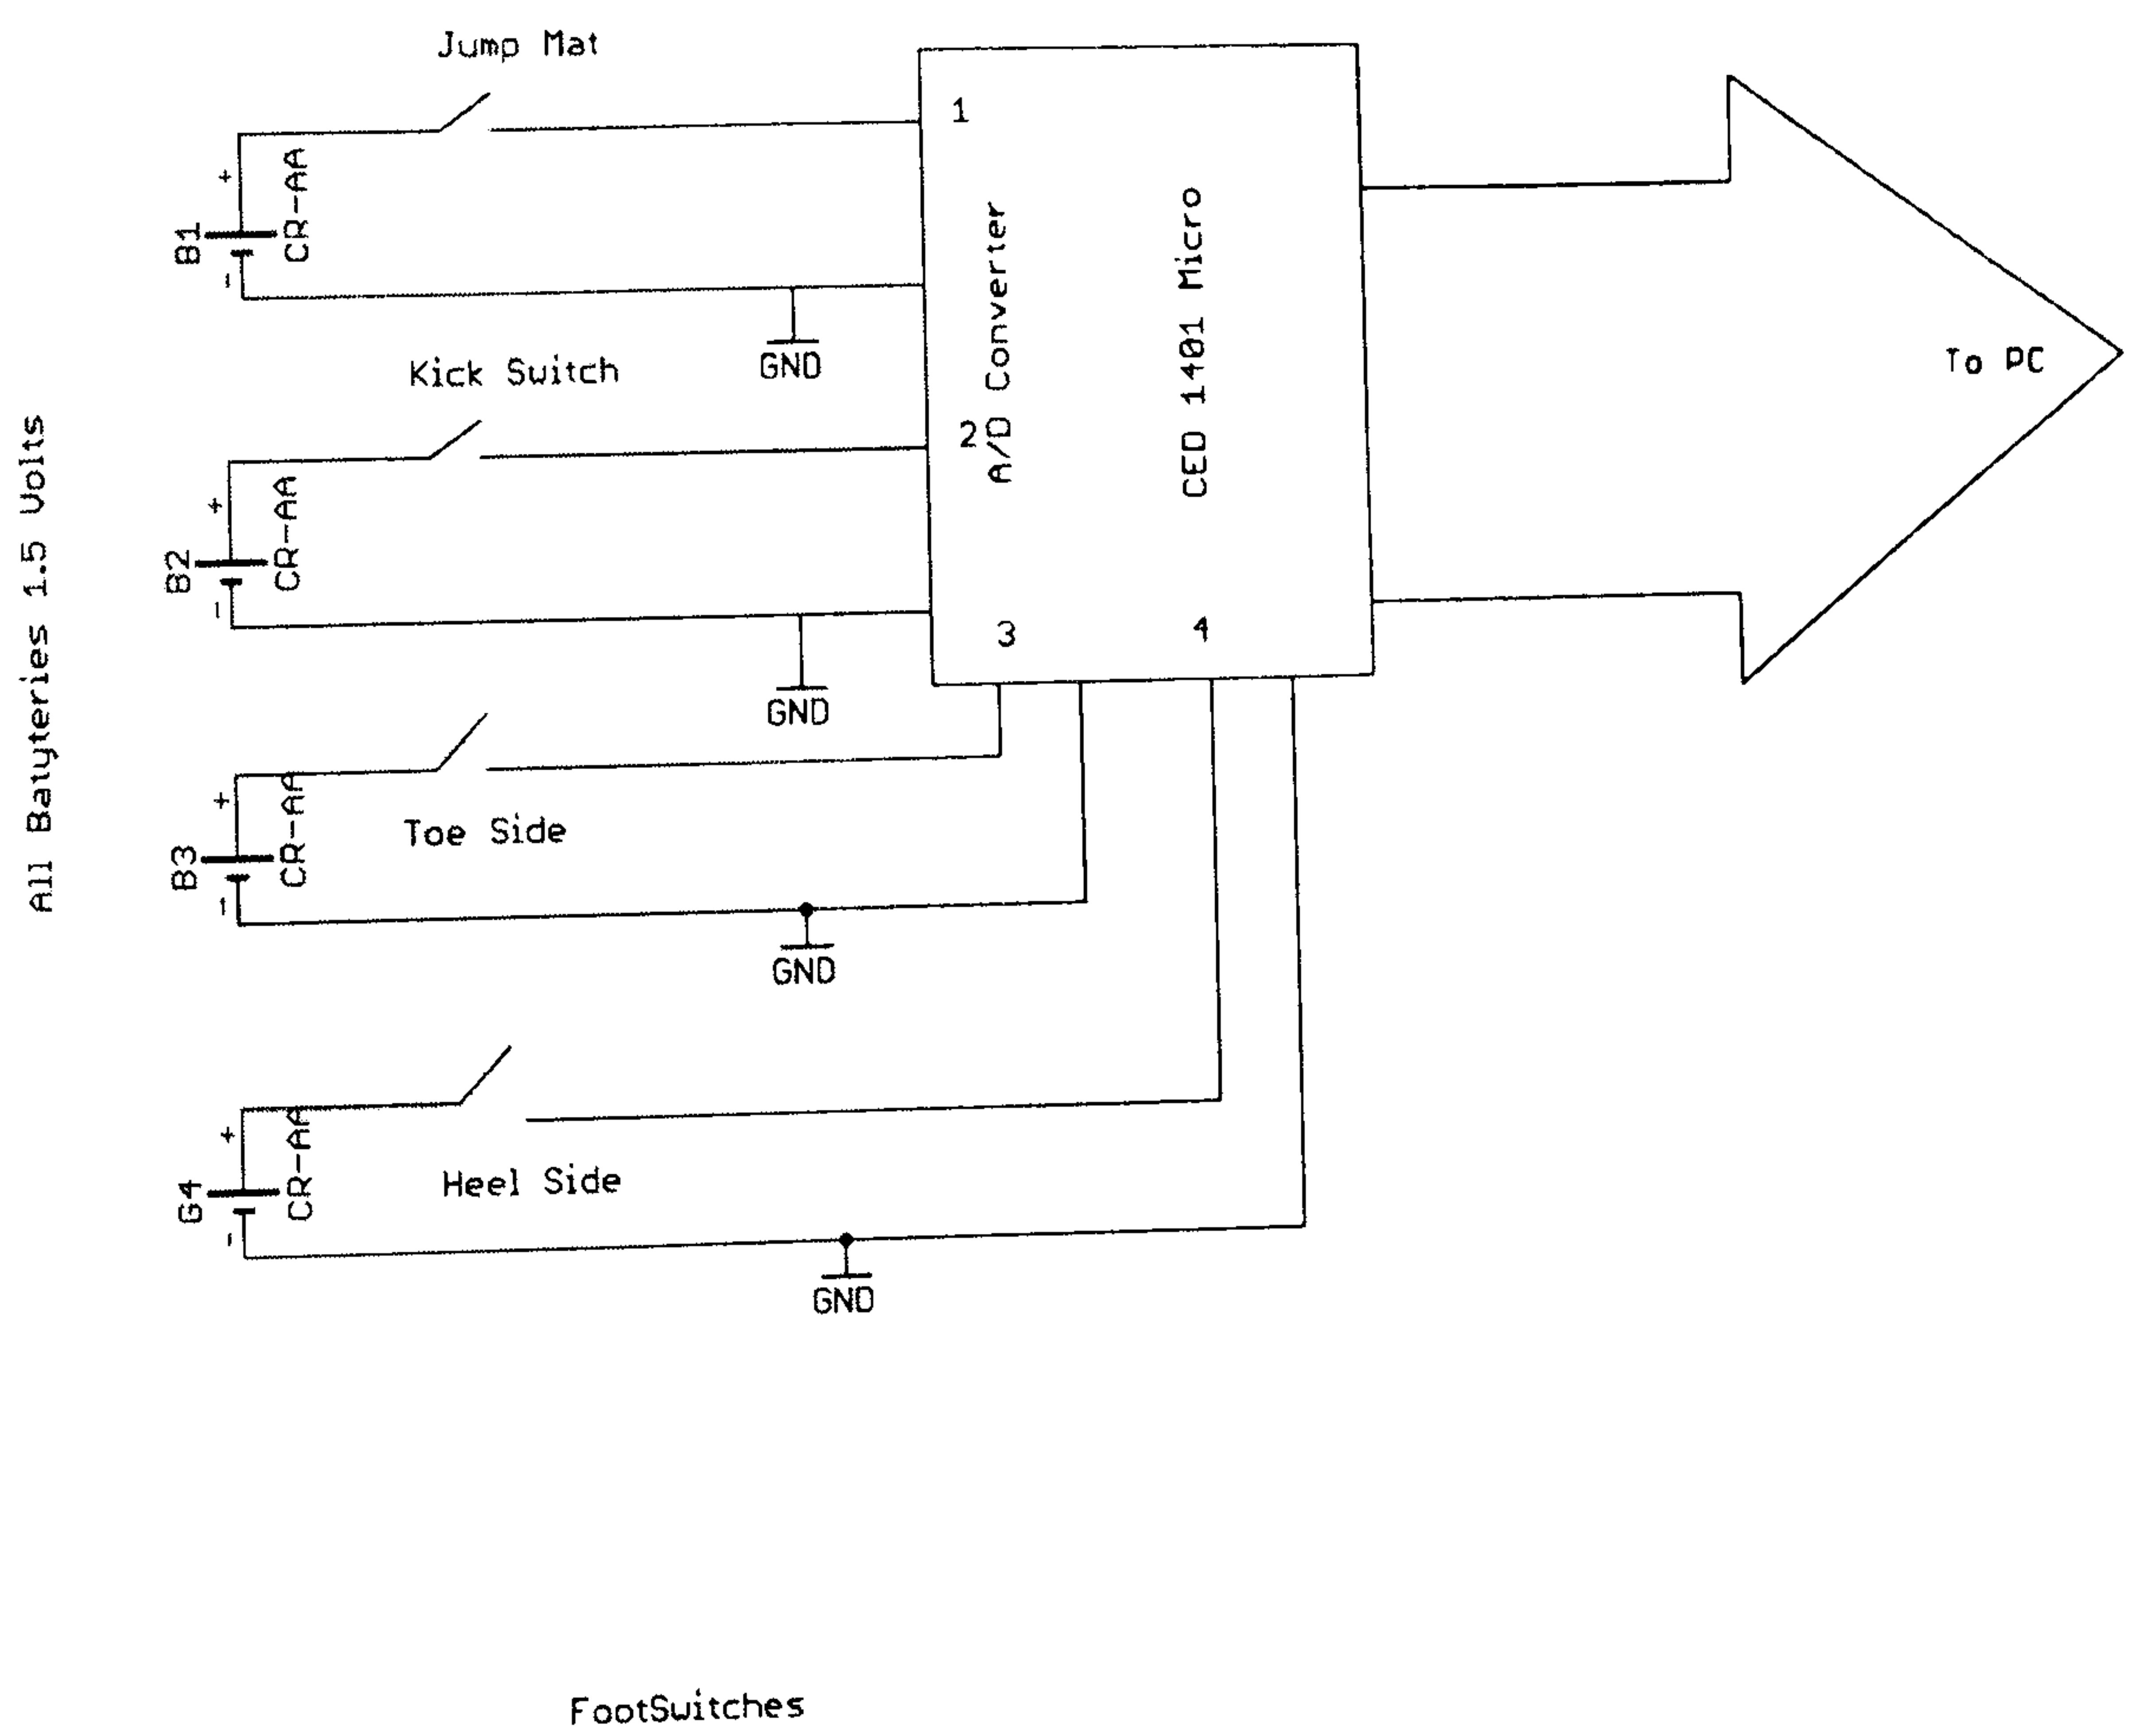 Jump Mat
1
+
CR-AA
B1
-
GND
A/D Converter
CED 1401 Micro
To PC
Kick Switch
2
+
CR-AA
B2
-
GND
3
4
All Batyteries 1.5 Volts
+
CR-AA
B3
-
Toe Side
GND
+
CR-AA
G4
-
Heel Side
GND
FootSwitches